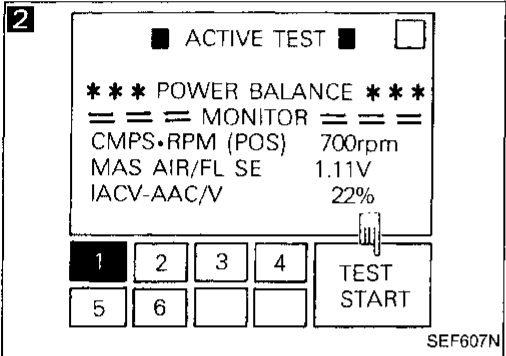 2
■ ACTIVE TEST ■
*** POWER BALANCE ***
=== MONITOR ===
CMPS•RPM (POS) 700rpm
MAS AIR/FL SE 1.11V
IACV-AAC/V 22%
1 2 3 4
5 6
TEST
START
SEF607N